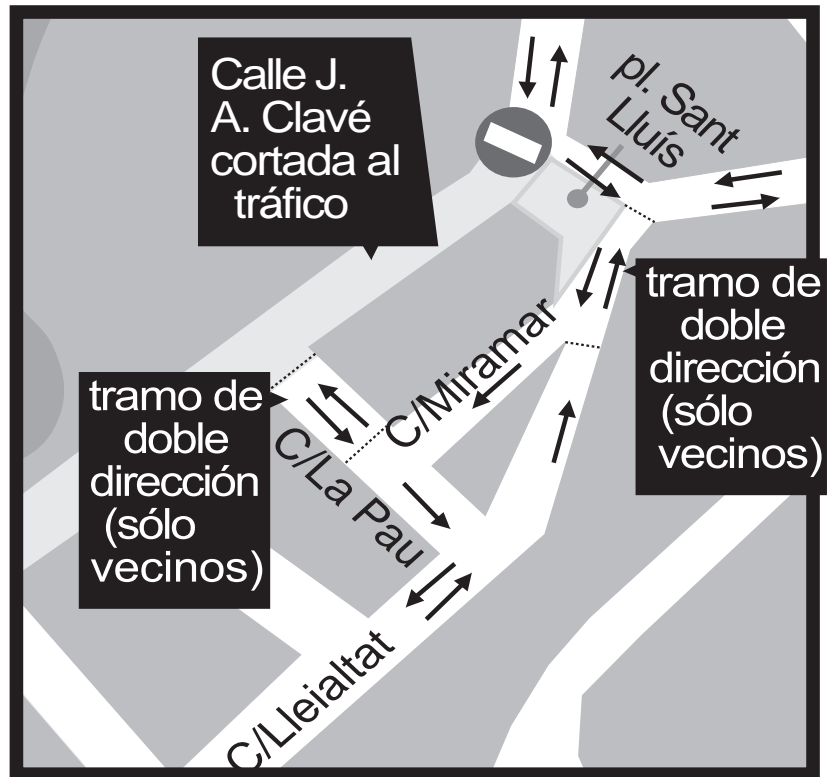 Calle J.
A. Clavé
cortada al
tráfico
pl. Sant
Lluís
tramo de
doble
dirección
(sólo
vecinos)
C/Miramar
tramo de
doble
dirección
(sólo
vecinos)
C/La Pau
C/Lleialtat